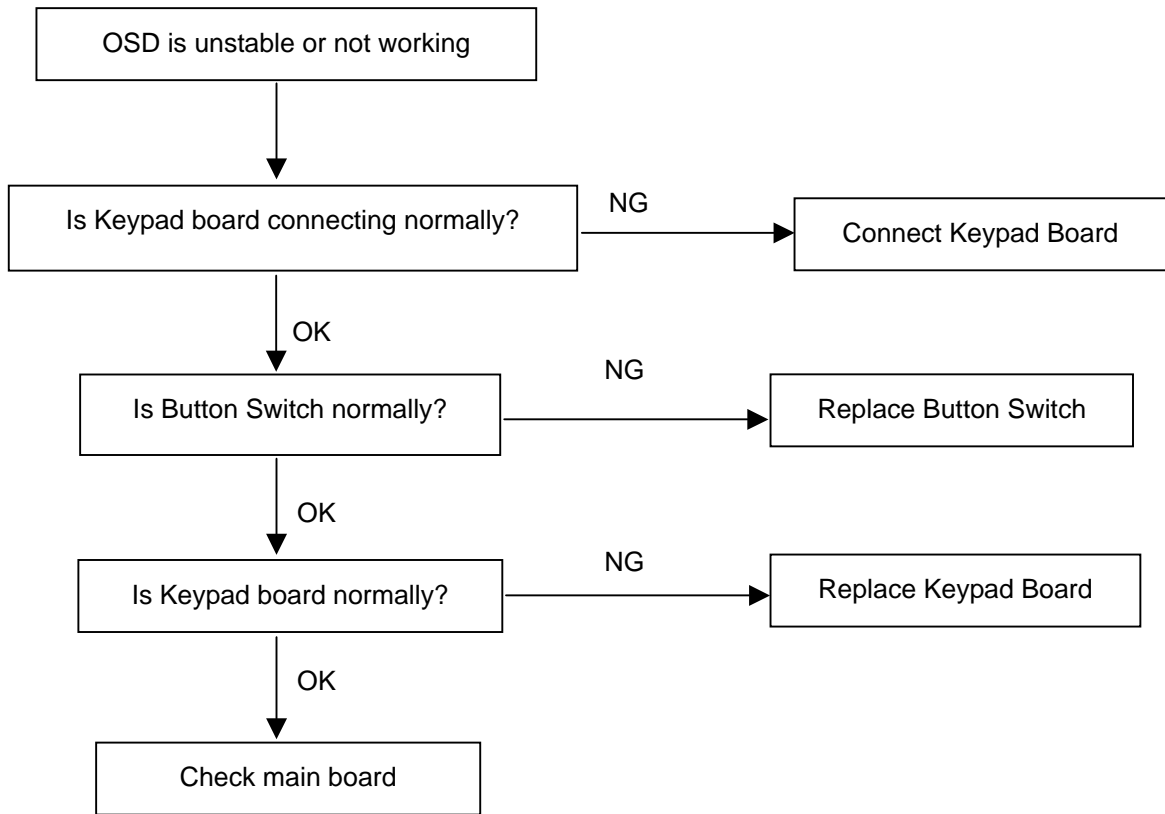 OSD is unstable or not working
Is Keypad board connecting normally?
NG
Connect Keypad Board
OK
Is Button Switch normally?
NG
Replace Button Switch
OK
Is Keypad board normally?
NG
Replace Keypad Board
OK
Check main board